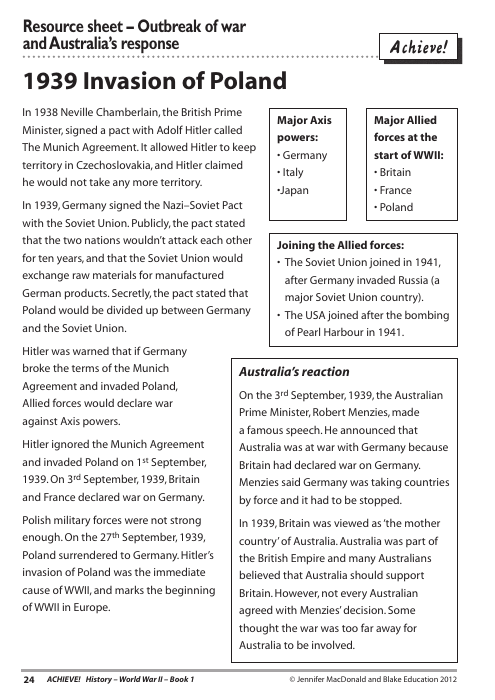 Resource sheet – Outbreak of war
and Australia's response
Achieve!
1939 Invasion of Poland
In 1938 Neville Chamberlain, the British Prime
Minister, signed a pact with Adolf Hitler called
The Munich Agreement. It allowed Hitler to keep
territory in Czechoslovakia, and Hitler claimed
he would not take any more territory.
In 1939, Germany signed the Nazi–Soviet Pact
with the Soviet Union. Publicly, the pact stated
that the two nations wouldn't attack each other
for ten years, and that the Soviet Union would
exchange raw materials for manufactured
German products. Secretly, the pact stated that
Poland would be divided up between Germany
and the Soviet Union.
Hitler was warned that if Germany
broke the terms of the Munich
Agreement and invaded Poland,
Allied forces would declare war
against Axis powers.
Hitler ignored the Munich Agreement
and invaded Poland on 1st September,
1939. On 3rd September, 1939, Britain
and France declared war on Germany.
Polish military forces were not strong
enough. On the 27th September, 1939,
Poland surrendered to Germany. Hitler's
invasion of Poland was the immediate
cause of WWII, and marks the beginning
of WWII in Europe.
Major Axis
powers:
• Germany
• Italy
•Japan
Major Allied
forces at the
start of WWII:
• Britain
• France
• Poland
Joining the Allied forces:
• The Soviet Union joined in 1941,
after Germany invaded Russia (a
major Soviet Union country).
• The USA joined after the bombing
of Pearl Harbour in 1941.
Australia's reaction
On the 3rd September, 1939, the Australian
Prime Minister, Robert Menzies, made
a famous speech. He announced that
Australia was at war with Germany because
Britain had declared war on Germany.
Menzies said Germany was taking countries
by force and it had to be stopped.
In 1939, Britain was viewed as 'the mother
country' of Australia. Australia was part of
the British Empire and many Australians
believed that Australia should support
Britain. However, not every Australian
agreed with Menzies' decision. Some
thought the war was too far away for
Australia to be involved.
24 ACHIEVE! History – World War II – Book 1
© Jennifer MacDonald and Blake Education 2012